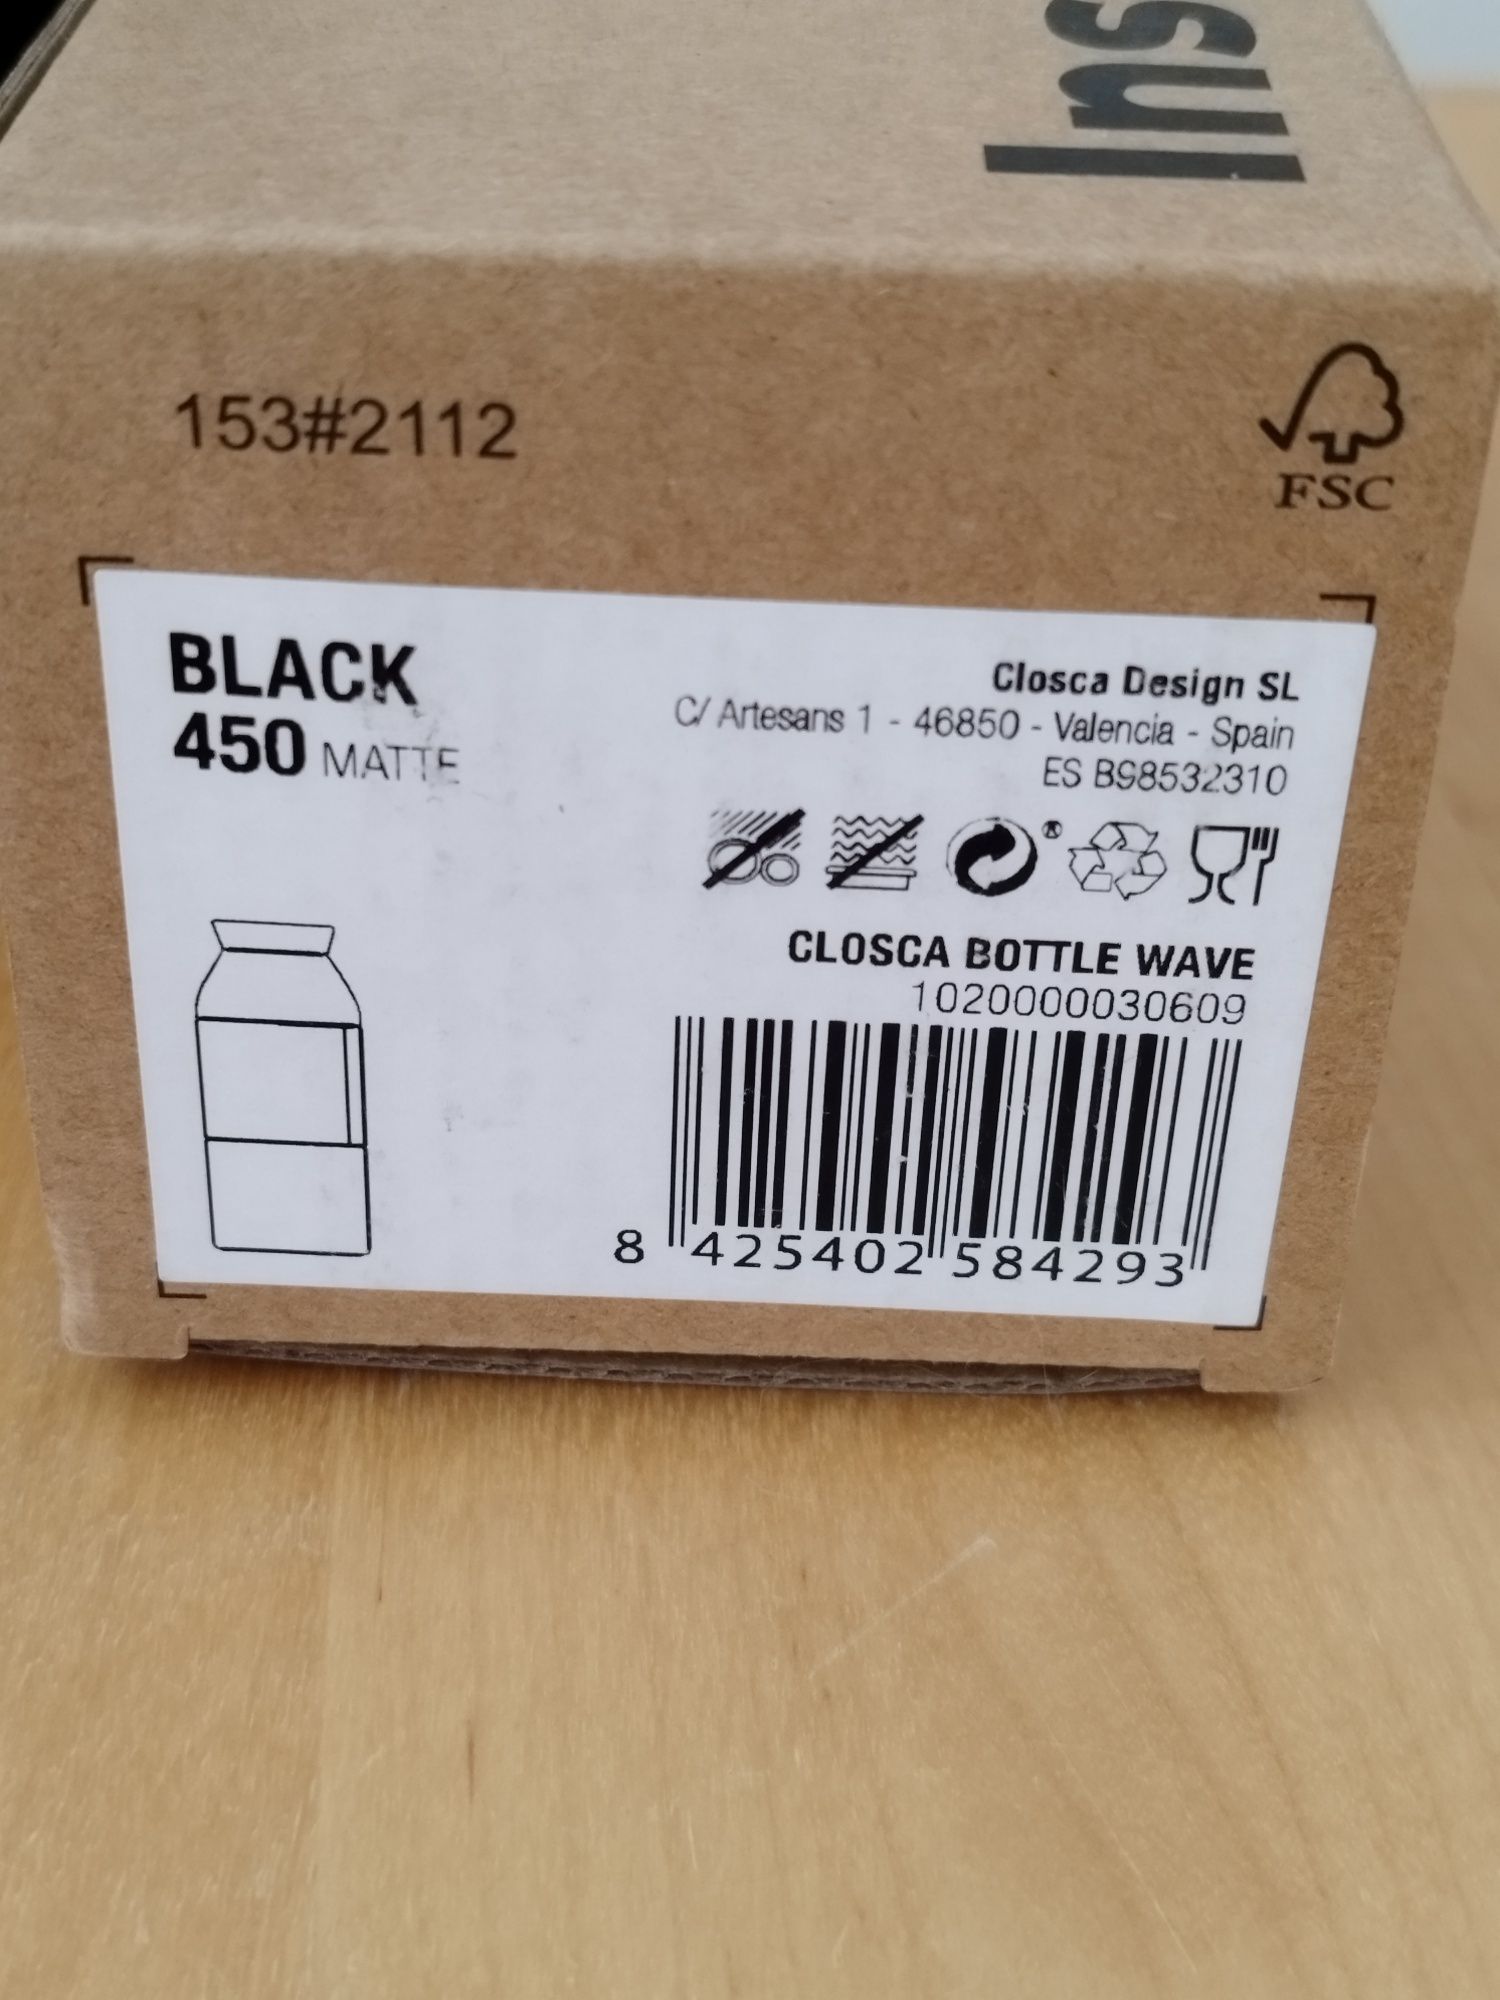 Ins
153#2112
FSC
BLACK
450 MATTE
Closca Design SL
C/ Artesans 1 - 46850 - Valencia - Spain
ES B98532310
®
CLOSCA BOTTLE WAVE
1020000030609
8 425402 584293